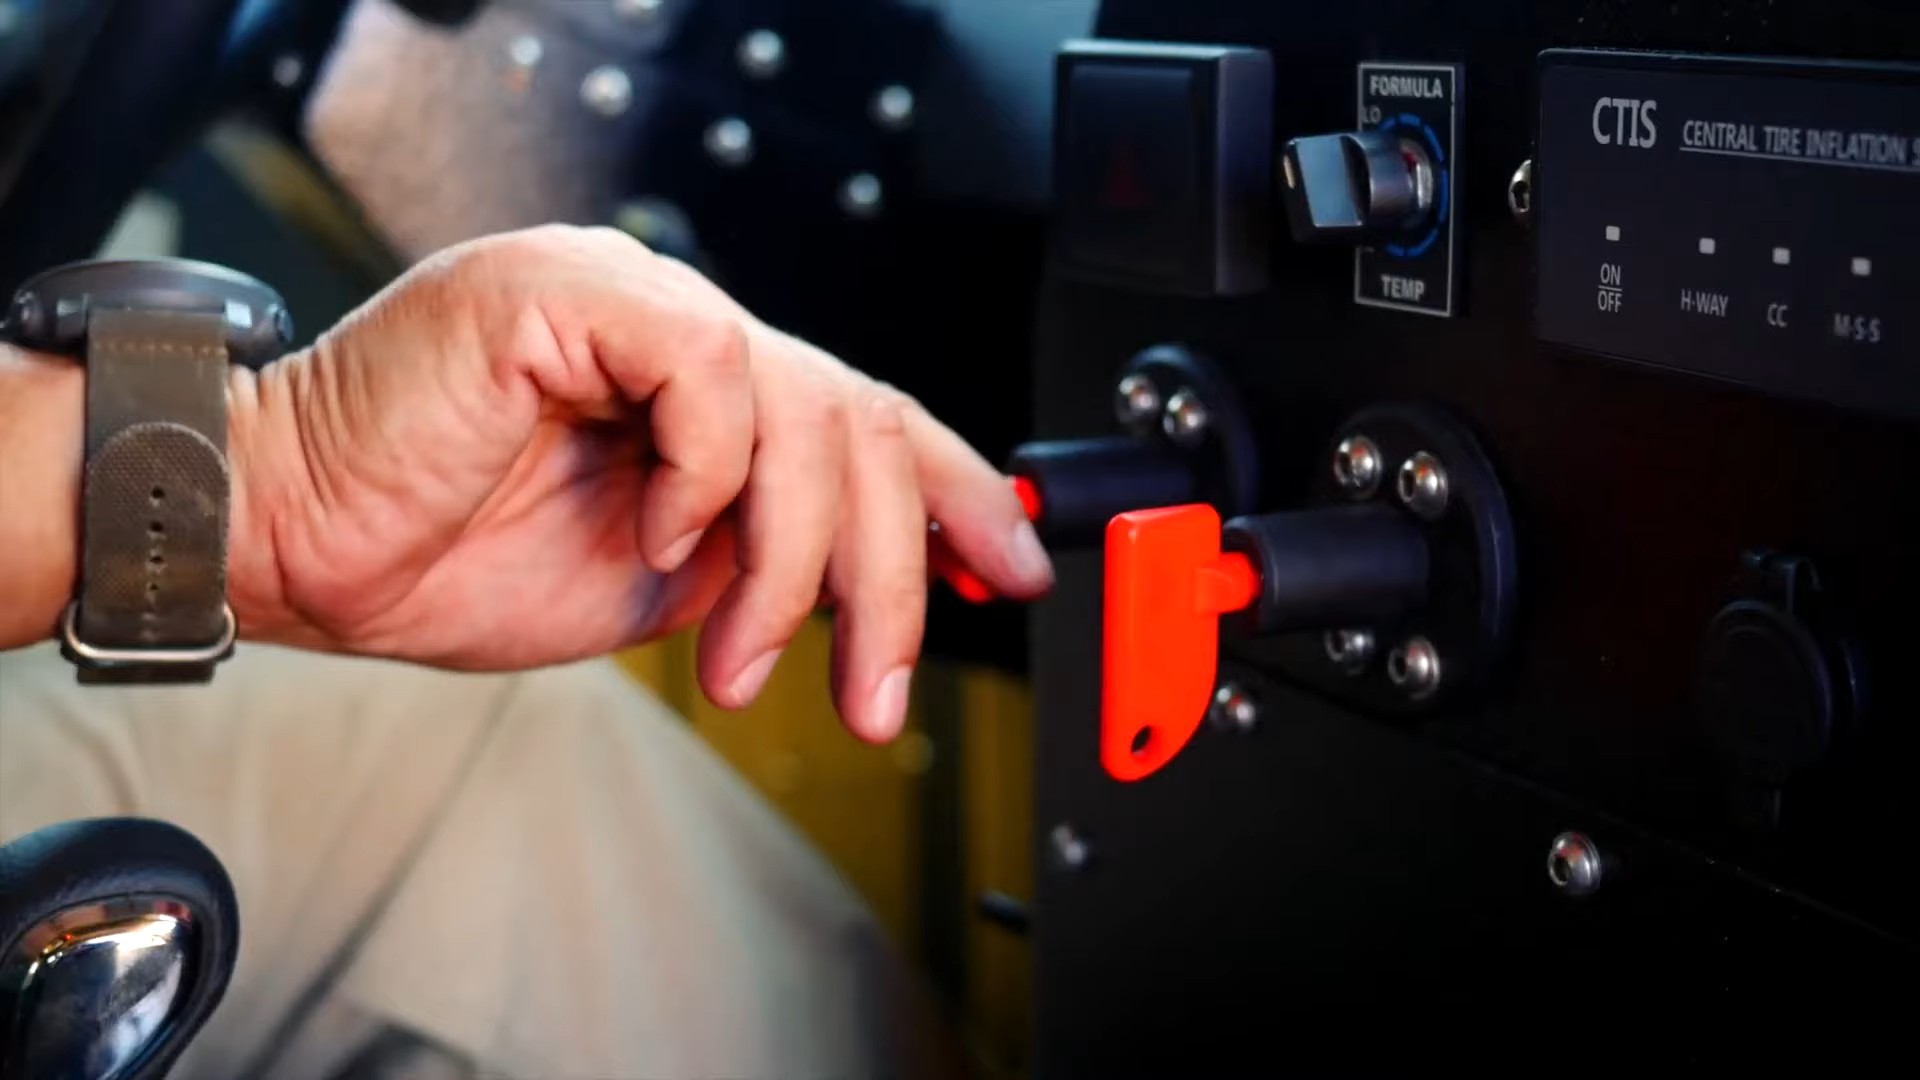 FORMULA
LO
TEMP
CTIS
CENTRAL TIRE INFLATION
ON
OFF
H-WAY
CC
M-S-S